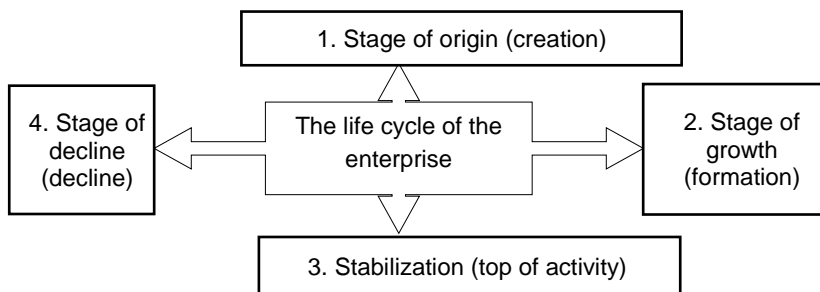 1. Stage of origin (creation)
4. Stage of
decline
(decline)
The life cycle of the
enterprise
2. Stage of
growth
(formation)
3. Stabilization (top of activity)